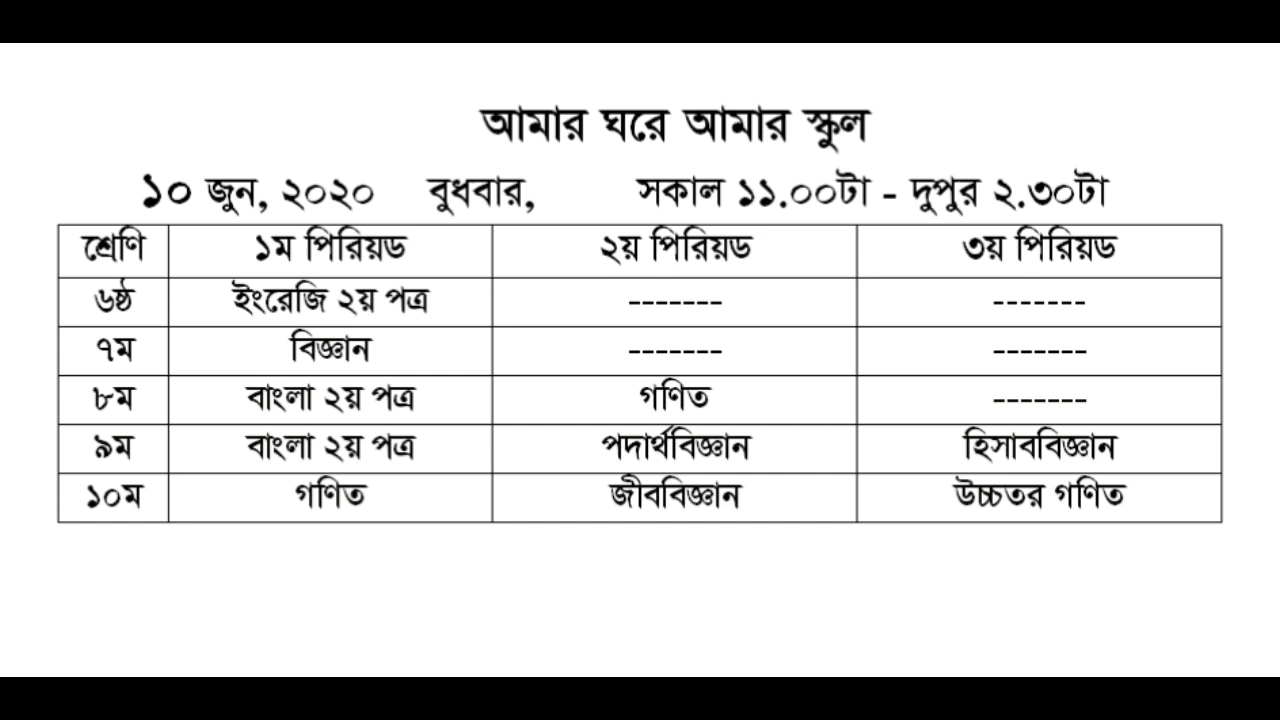 আমার ঘরে আমার স্কুল
১০ জুন, ২০২০ বুধবার, সকাল ১১.০০টা - দুপুর ২.৩০টা
শ্রেণি ১ম পিরিয়ড ২য় পিরিয়ড ৩য় পিরিয়ড
৬ষ্ঠ ইংরেজি ২য় পত্র ------- -------
৭ম বিজ্ঞান ------- -------
৮ম বাংলা ২য় পত্র গণিত -------
৯ম বাংলা ২য় পত্র পদার্থবিজ্ঞান হিসাববিজ্ঞান
১০ম গণিত জীববিজ্ঞান উচ্চতর গণিত